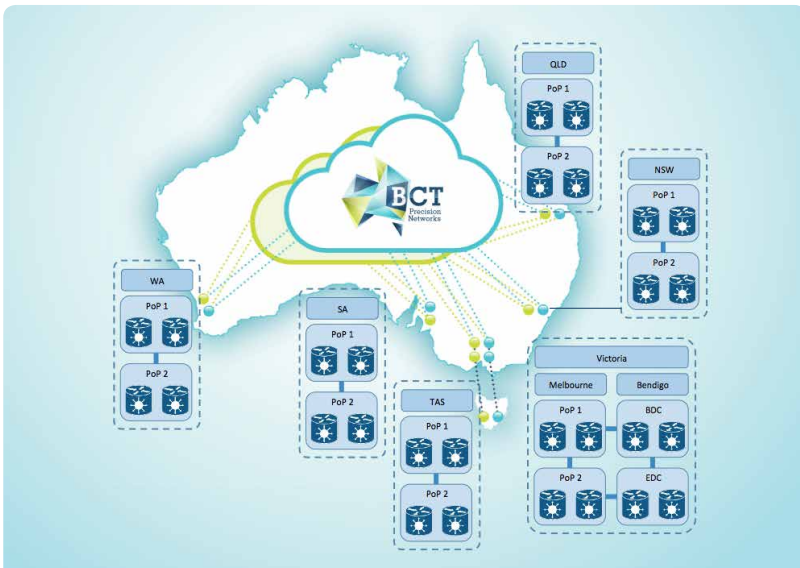 BCT
Precision
Networks
QLD
PoP 1
PoP 2
NSW
PoP 1
PoP 2
WA
PoP 1
PoP 2
SA
PoP 1
PoP 2
TAS
PoP 1
PoP 2
Victoria
Melbourne
Bendigo
PoP 1
BDC
PoP 2
EDC